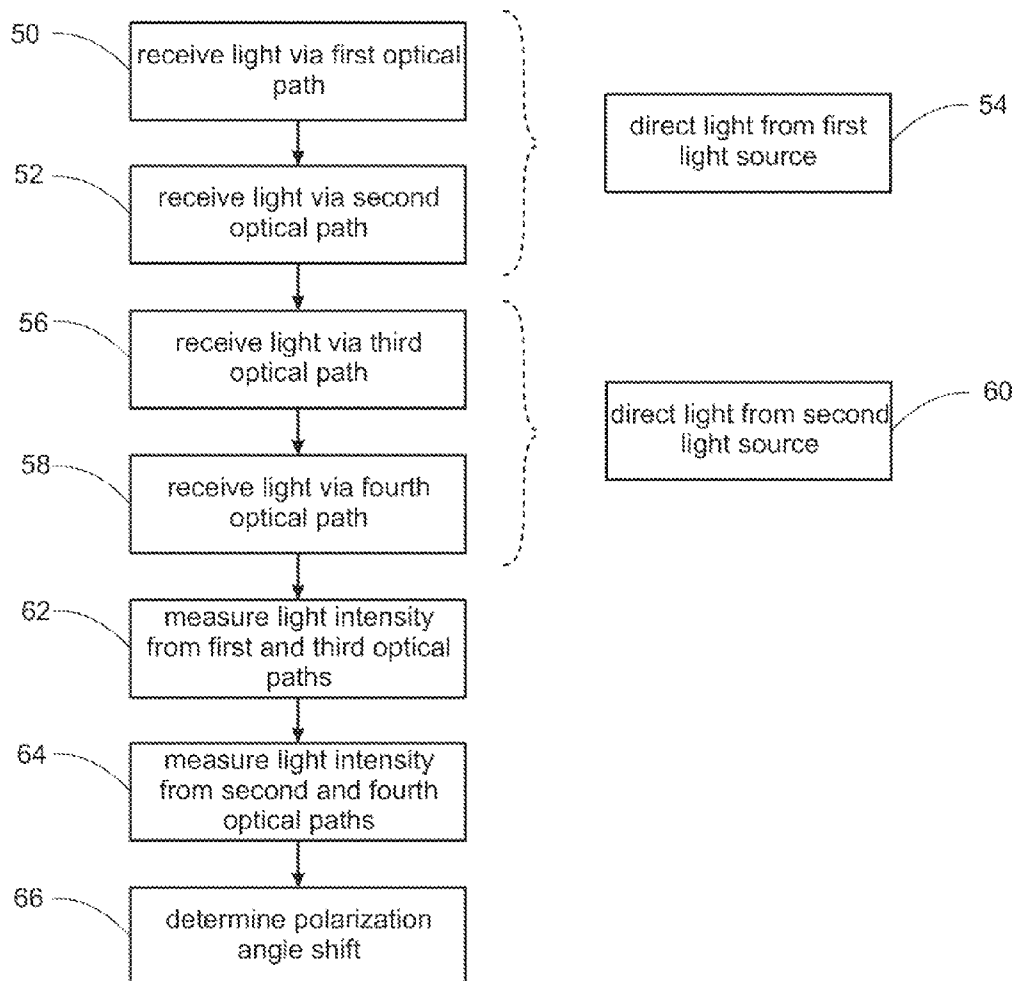 50
receive light via first optical
path
54
direct light from first
light source
52
receive light via second
optical path
56
receive light via third
optical path
60
direct light from second
light source
58
receive light via fourth
optical path
62
measure light intensity
from first and third optical
paths
64
measure light intensity
from second and fourth
optical paths
66
determine polarization
angle shift